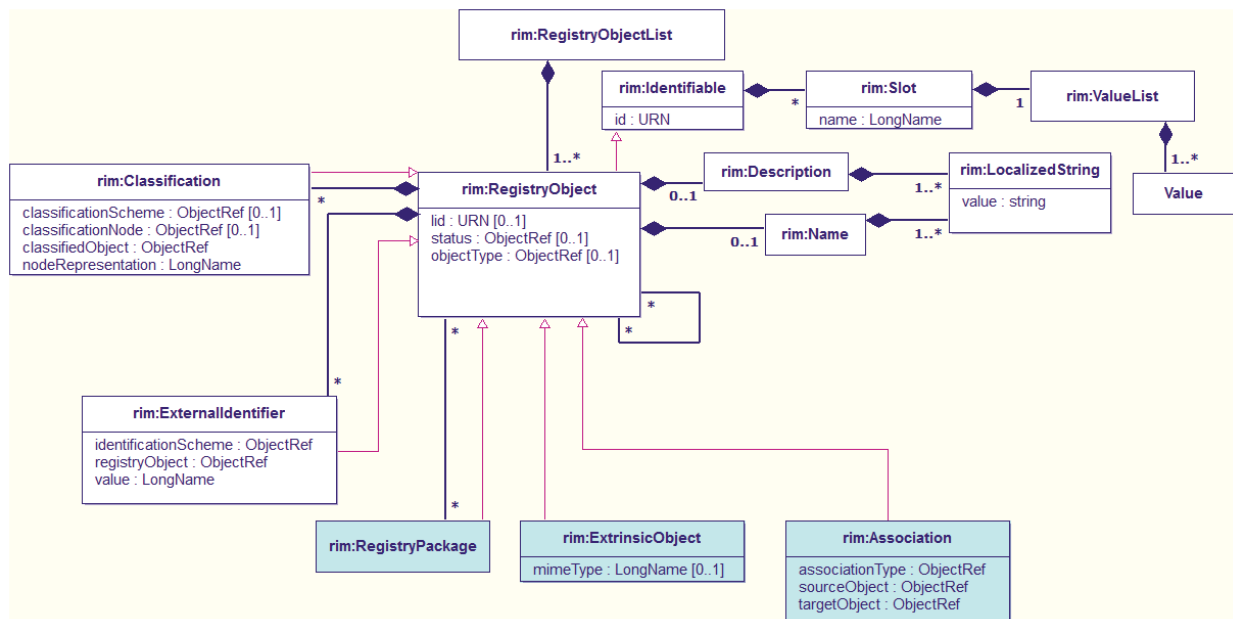 rim:RegistryObjectList
rim:Identifiable
id : URN
*
rim:Slot
name : LongName
1
rim:ValueList
1..*
Value
1..*
rim:Classification
classificationScheme : ObjectRef [0..1]
classificationNode : ObjectRef [0..1]
classifiedObject : ObjectRef
nodeRepresentation : LongName
*
rim:RegistryObject
lid : URN [0..1]
status : ObjectRef [0..1]
objectType : ObjectRef [0..1]
0..1
rim:Description
1..*
rim:LocalizedString
value : string
0..1
rim:Name
1..*
*
*
*
*
rim:ExternalIdentifier
identificationScheme : ObjectRef
registryObject : ObjectRef
value : LongName
*
rim:RegistryPackage
rim:ExtrinsicObject
mimeType : LongName [0..1]
rim:Association
associationType : ObjectRef
sourceObject : ObjectRef
targetObject : ObjectRef